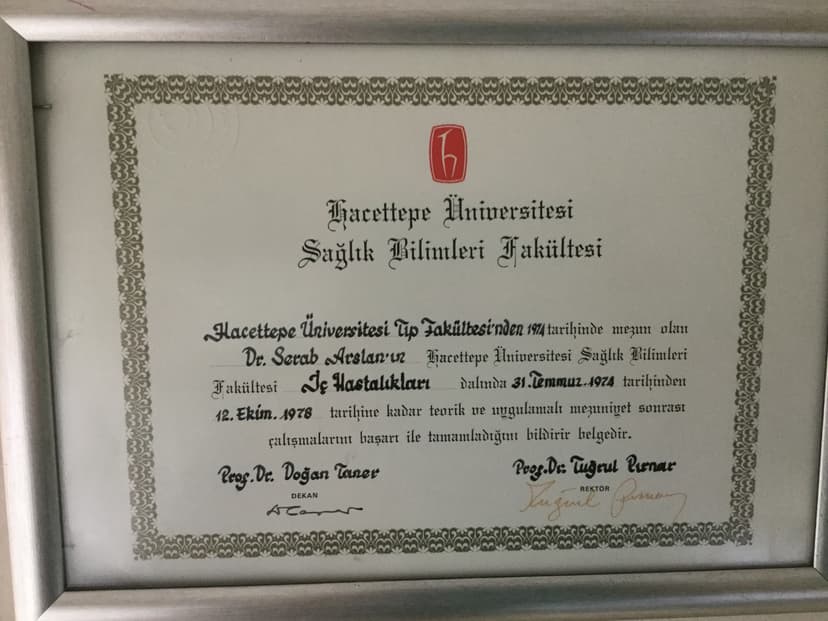 Hacettepe Üniversitesi
Sağlık Bilimleri Fakültesi
Hacettepe Üniversitesi Tıp Fakültesi'nden 1974 tarihinde mezun olan
Dr. Serab Arslan'ın Hacettepe Üniversitesi Sağlık Bilimleri
Fakültesi İç Hastalıkları dalında 31.Temmuz.1974 tarihinden
12.Ekim.1978 tarihine kadar teorik ve uygulamalı mezuniyet sonrası
çalışmalarını başarı ile tamamladığını bildirir belgedir.
Prof.Dr. Doğan Taner
DEKAN
Prof.Dr. Tuğrul Pırnar
REKTÖR
Tuğrul Pırnar